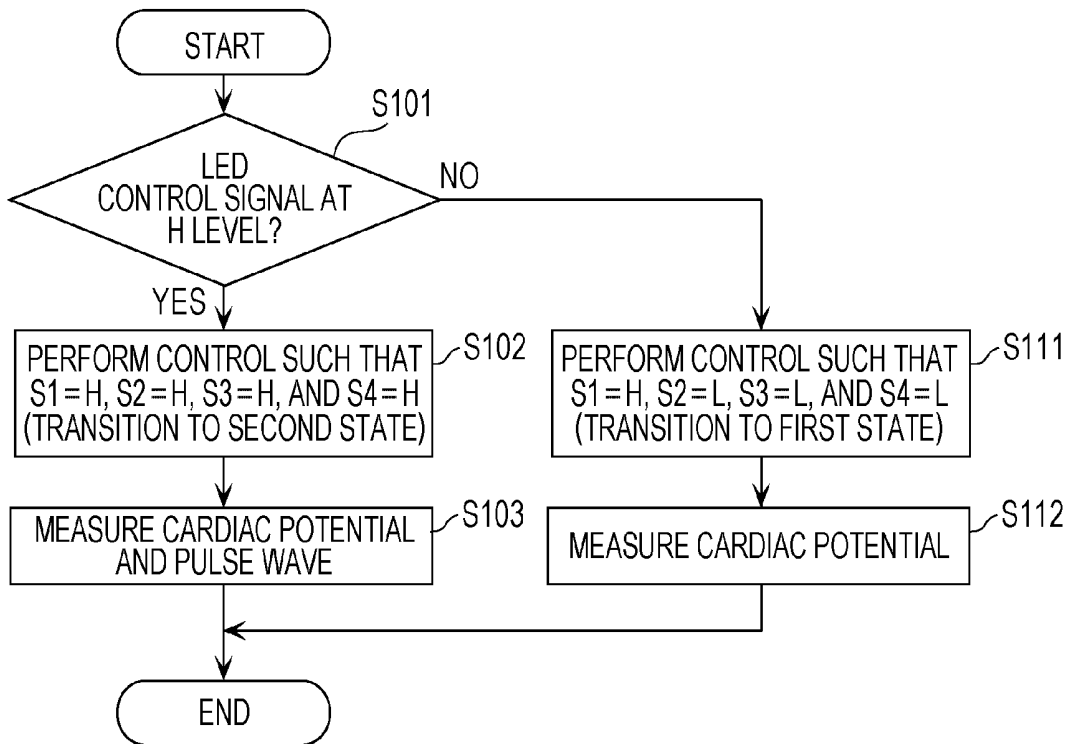 START
S101
LED
CONTROL SIGNAL AT
H LEVEL?
NO
YES
PERFORM CONTROL SUCH THAT
S1=H, S2=H, S3=H, AND S4=H
(TRANSITION TO SECOND STATE)
S102
PERFORM CONTROL SUCH THAT
S1=H, S2=L, S3=L, AND S4=L
(TRANSITION TO FIRST STATE)
S111
MEASURE CARDIAC POTENTIAL
AND PULSE WAVE
S103
MEASURE CARDIAC POTENTIAL
S112
END